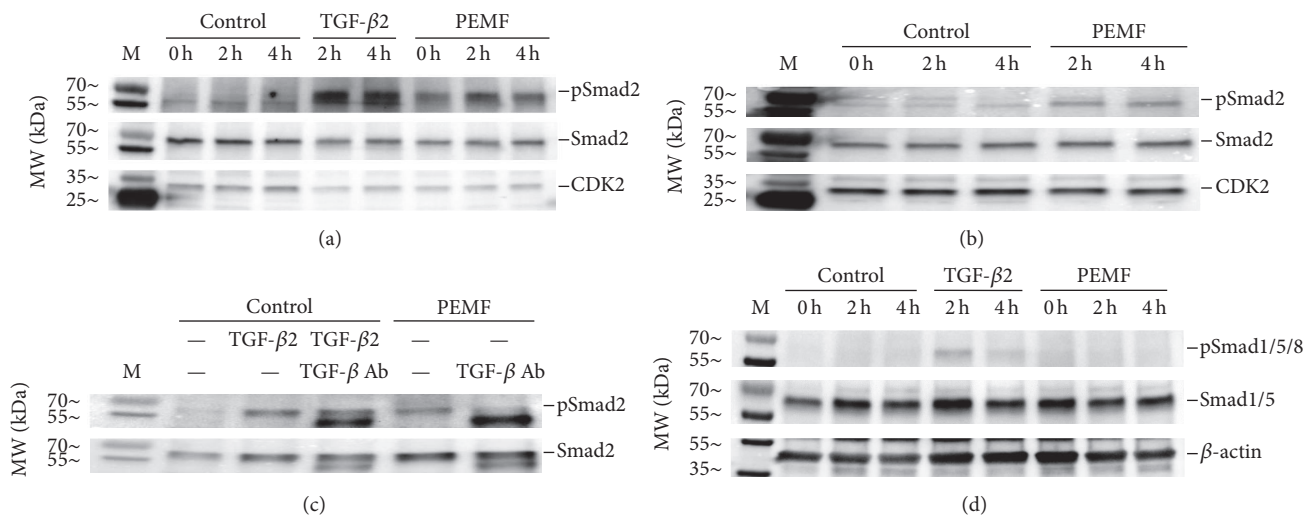 Control TGF-β2 PEMF
M 0 h 2 h 4 h 2 h 4 h 0 h 2 h 4 h
MW (kDa)
70~ –pSmad2
55~
70~ –Smad2
55~
35~ –CDK2
25~
(a)
Control PEMF
M 0 h 2 h 4 h 2 h 4 h
MW (kDa)
70~ –pSmad2
55~
70~ –Smad2
55~
35~ –CDK2
25~
(b)
Control PEMF
— TGF-β2 TGF-β2 — —
M — — TGF-β Ab — TGF-β Ab
MW (kDa)
70~ –pSmad2
55~
70~ –Smad2
55~
(c)
Control TGF-β2 PEMF
M 0 h 2 h 4 h 2 h 4 h 0 h 2 h 4 h
MW (kDa)
70~ –pSmad1/5/8
55~
70~ –Smad1/5
55~
55~ –β-actin
35~
(d)